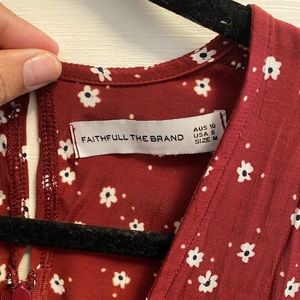 FAITHFULL THE BRAND
AUS 10
USA 6
SIZE M